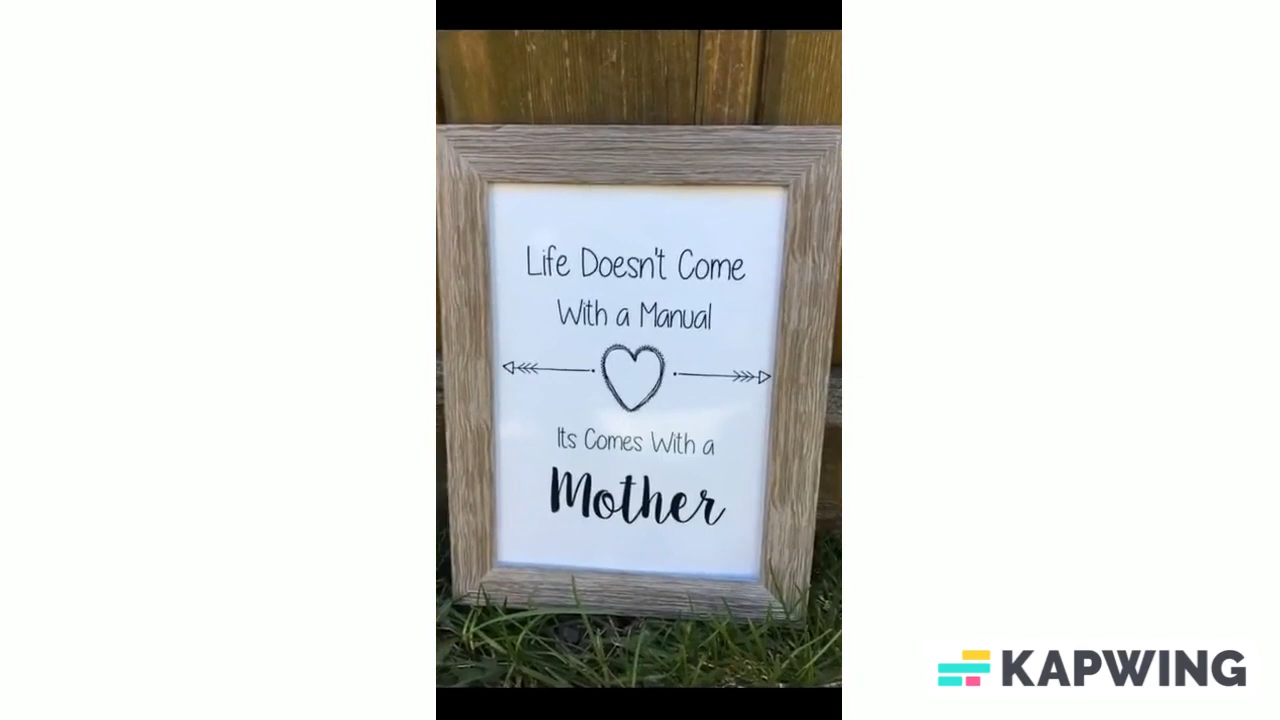 Life Doesn't Come
With a Manual
Its Comes With a
Mother
KAPWING